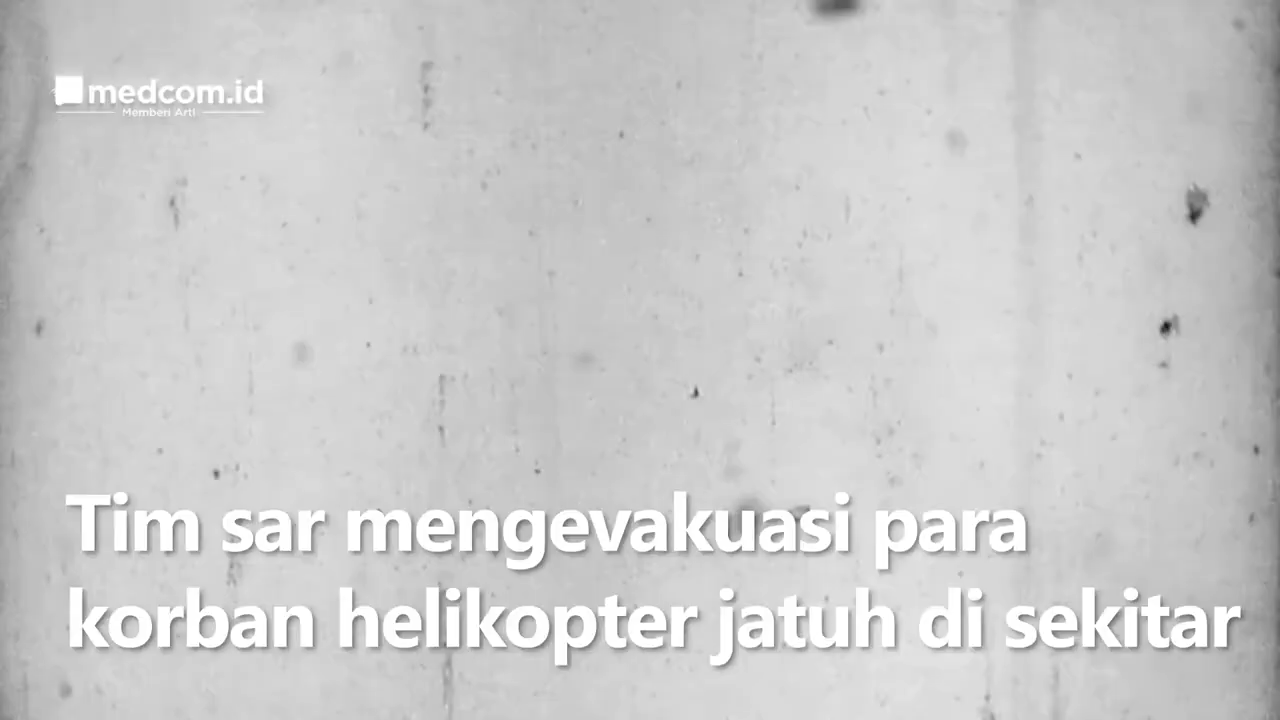 medcom.id
Memberi Arti
Tim sar mengevakuasi para
korban helikopter jatuh di sekitar